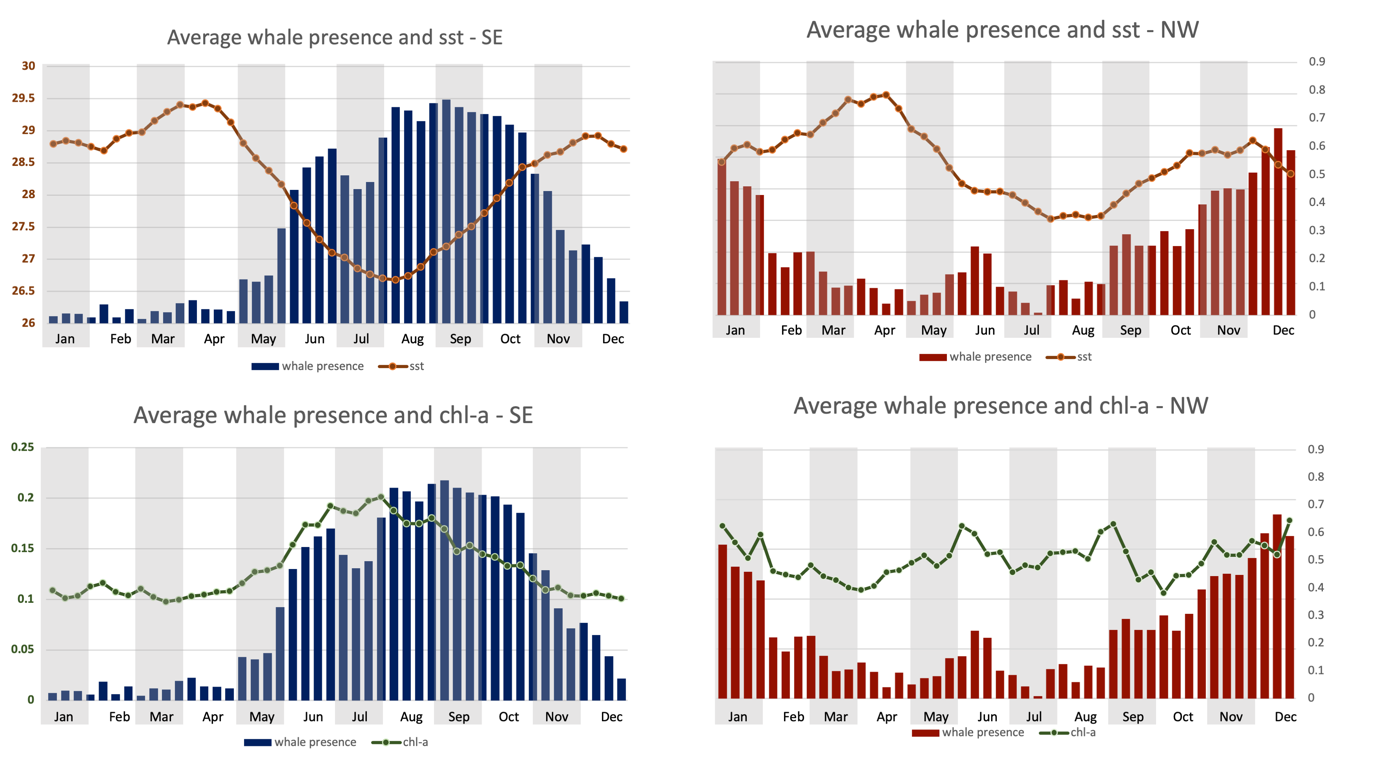 Average whale presence and sst - SE
30
29.5
29
28.5
28
27.5
27
26.5
26
Jan Feb Mar Apr May Jun Jul Aug Sep Oct Nov Dec
whale presence sst
Average whale presence and sst - NW
0.9
0.8
0.7
0.6
0.5
0.4
0.3
0.2
0.1
0
Jan Feb Mar Apr May Jun Jul Aug Sep Oct Nov Dec
whale presence sst
Average whale presence and chl-a - SE
0.25
0.2
0.15
0.1
0.05
0
Jan Feb Mar Apr May Jun Jul Aug Sep Oct Nov Dec
whale presence chl-a
Average whale presence and chl-a - NW
0.9
0.8
0.7
0.6
0.5
0.4
0.3
0.2
0.1
0
Jan Feb Mar Apr May Jun Jul Aug Sep Oct Nov Dec
whale presence chl-a